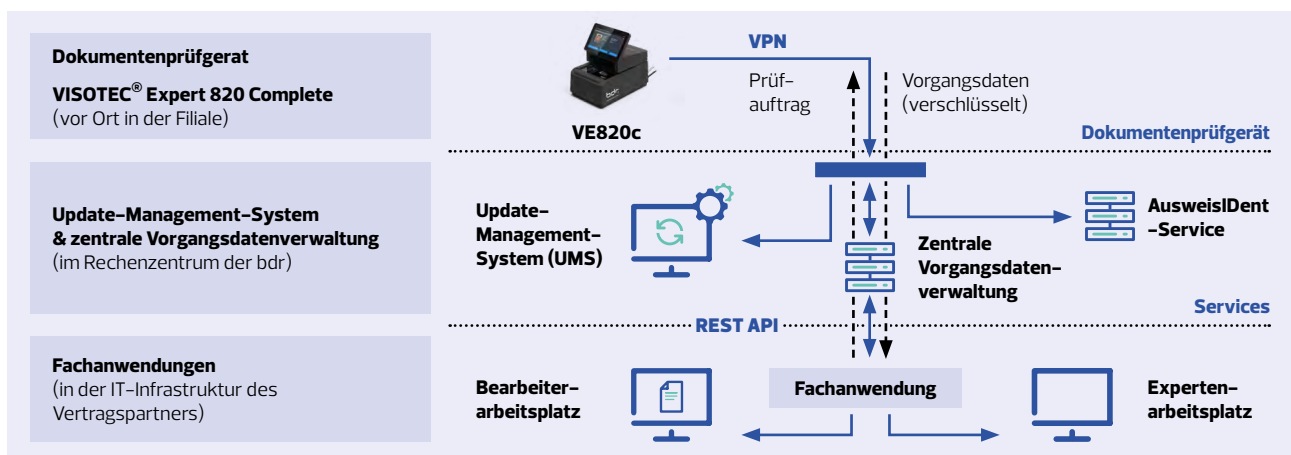 Dokumentenprüfgerat
VISOTEC® Expert 820 Complete
(vor Ort in der Filiale)
VE820c
VPN
Prüf-
auftrag
Vorgangsdaten
(verschlüsselt)
Dokumentenprüfgerät
Update-Management-System
& zentrale Vorgangsdatenverwaltung
(im Rechenzentrum der bdr)
Update-
Management-
System (UMS)
Zentrale
Vorgangsdaten-
verwaltung
AusweisIDent
-Service
Services
REST API
Fachanwendungen
(in der IT-Infrastruktur des
Vertragspartners)
Bearbeiter-
arbeitsplatz
Fachanwendung
Experten-
arbeitsplatz